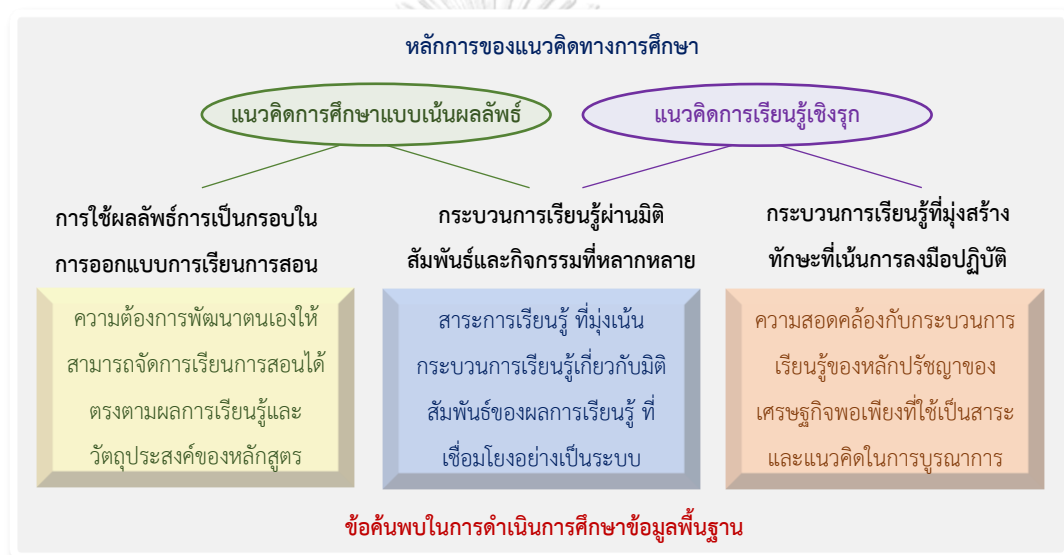 หลักการของแนวคิดทางการศึกษา
แนวคิดการศึกษาแบบเน้นผลลัพธ์
แนวคิดการเรียนรู้เชิงรุก
การใช้ผลลัพธ์การเป็นกรอบใน
การออกแบบการเรียนการสอน
กระบวนการเรียนรู้ผ่านมิติ
สัมพันธ์และกิจกรรมที่หลากหลาย
กระบวนการเรียนรู้ที่มุ่งสร้าง
ทักษะที่เน้นการลงมือปฏิบัติ
ความต้องการพัฒนาตนเองให้
สามารถจัดการเรียนการสอนได้
ตรงตามผลการเรียนรู้และ
วัตถุประสงค์ของหลักสูตร
สาระการเรียนรู้ ที่มุ่งเน้น
กระบวนการเรียนรู้เกี่ยวกับมิติ
สัมพันธ์ของผลการเรียนรู้ ที่
เชื่อมโยงอย่างเป็นระบบ
ความสอดคล้องกับกระบวนการ
เรียนรู้ของหลักปรัชญาของ
เศรษฐกิจพอเพียงที่ใช้เป็นสาระ
และแนวคิดในการบูรณาการ
ข้อค้นพบในการดำเนินการศึกษาข้อมูลพื้นฐาน